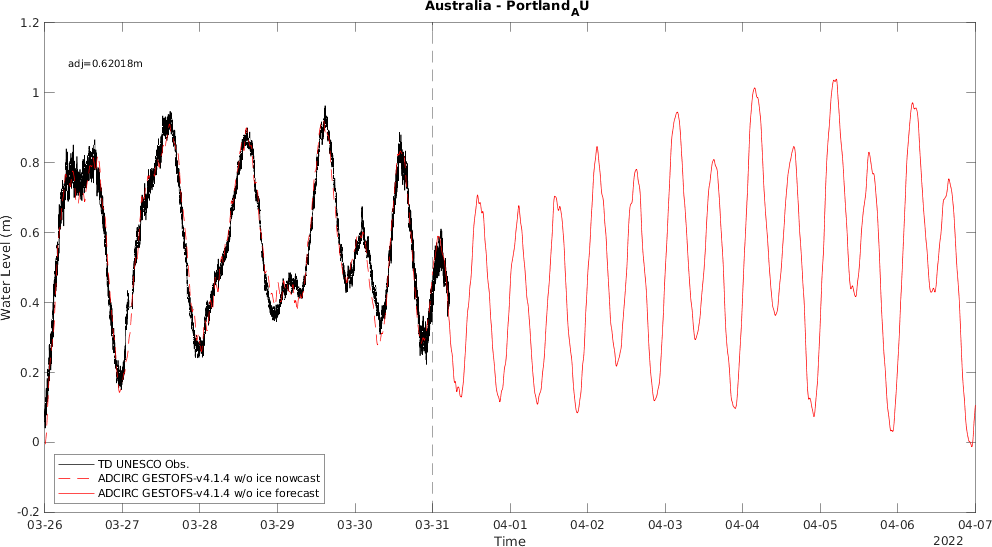 Australia - Portland_AU
1.2
adj=0.62018m
1
0.8
0.6
0.4
0.2
0
-0.2
Water Level (m)
TD UNESCO Obs.
ADCIRC GESTOFS-v4.1.4 w/o ice nowcast
ADCIRC GESTOFS-v4.1.4 w/o ice forecast
03-26 03-27 03-28 03-29 03-30 03-31 04-01 04-02 04-03 04-04 04-05 04-06 04-07
Time
2022